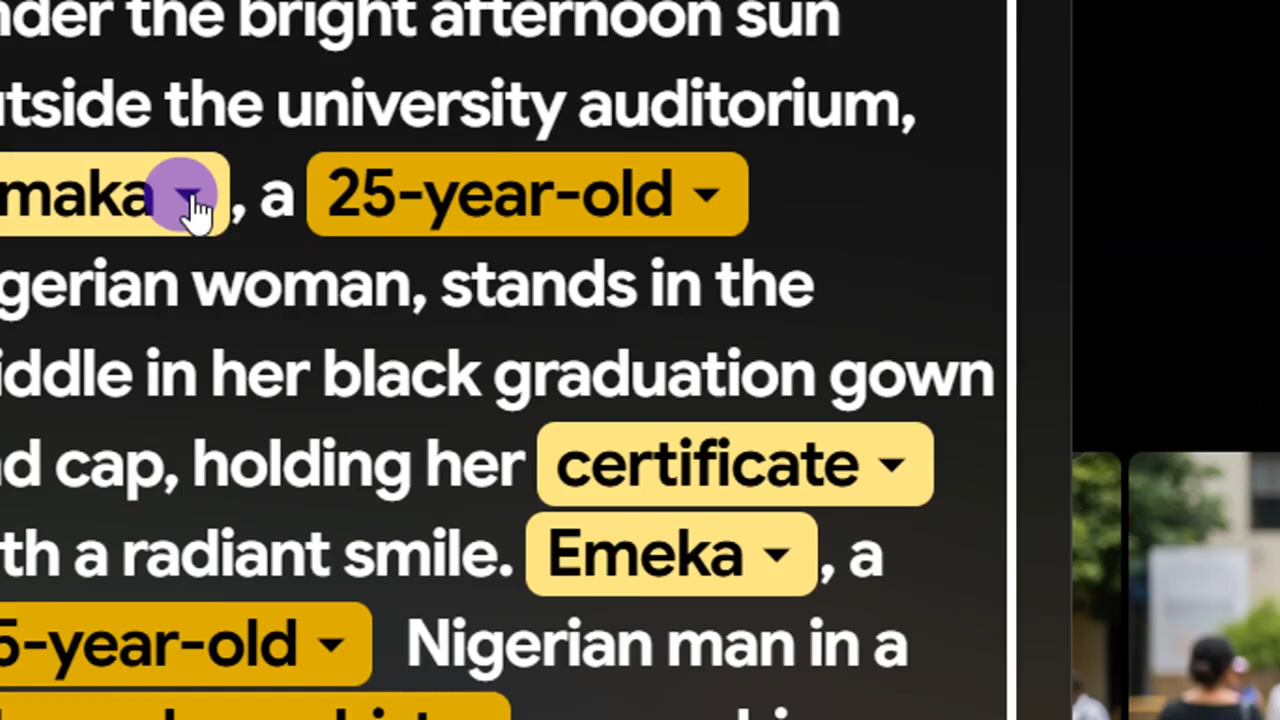 nder the bright afternoon sun
utside the university auditorium,
maka , a 25-year-old
gerian woman, stands in the
iddle in her black graduation gown
d cap, holding her certificate
th a radiant smile. Emeka , a
5-year-old Nigerian man in a